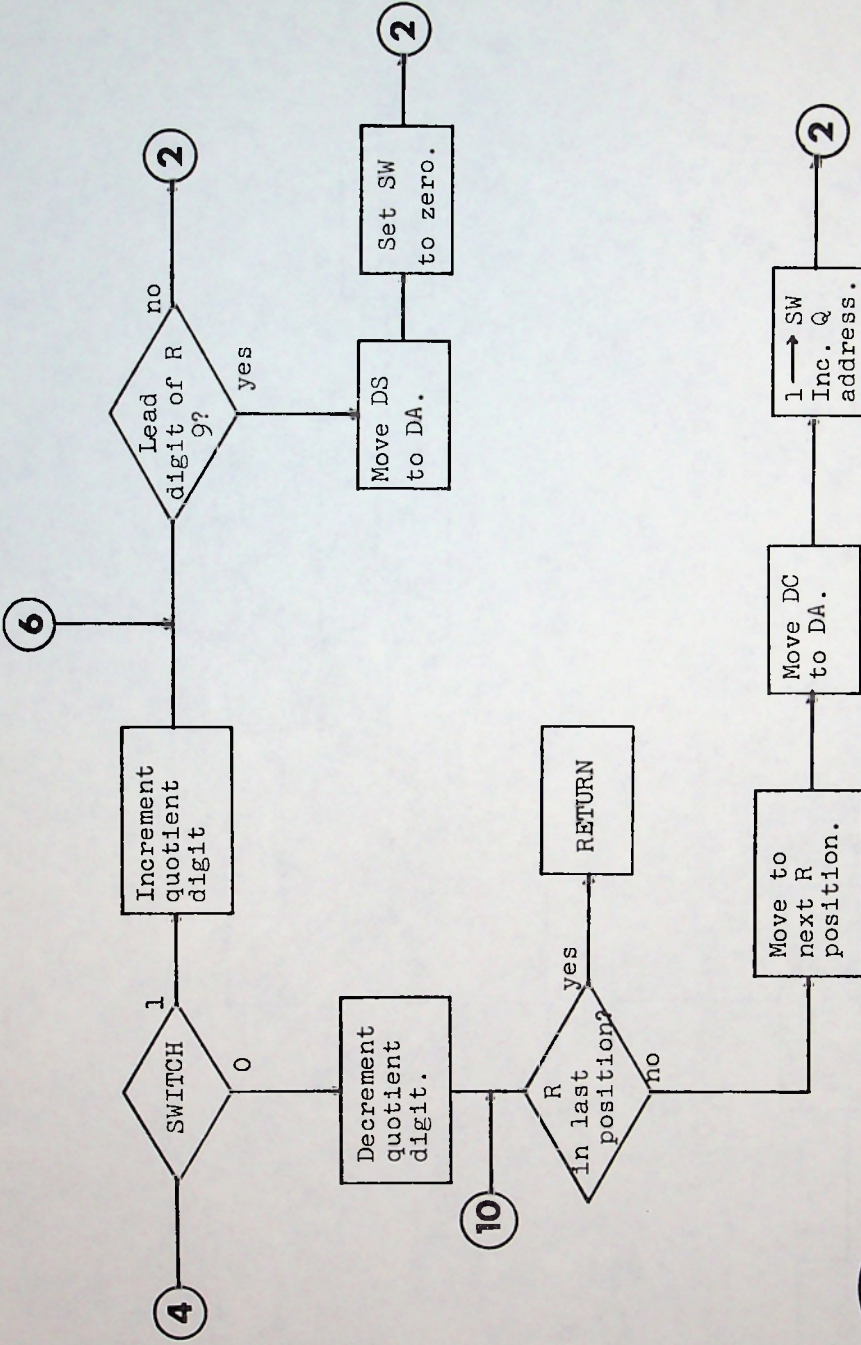 4
SWITCH
1
0
Increment
quotient
digit
6
Lead
digit of R
9?
no
2
yes
Move DS
to DA.
Set SW
to zero.
2
Decrement
quotient
digit.
10
R
in last
position?
yes
RETURN
no
Move to
next R
position.
Move DC
to DA.
1 → SW
Inc. Q
address.
2